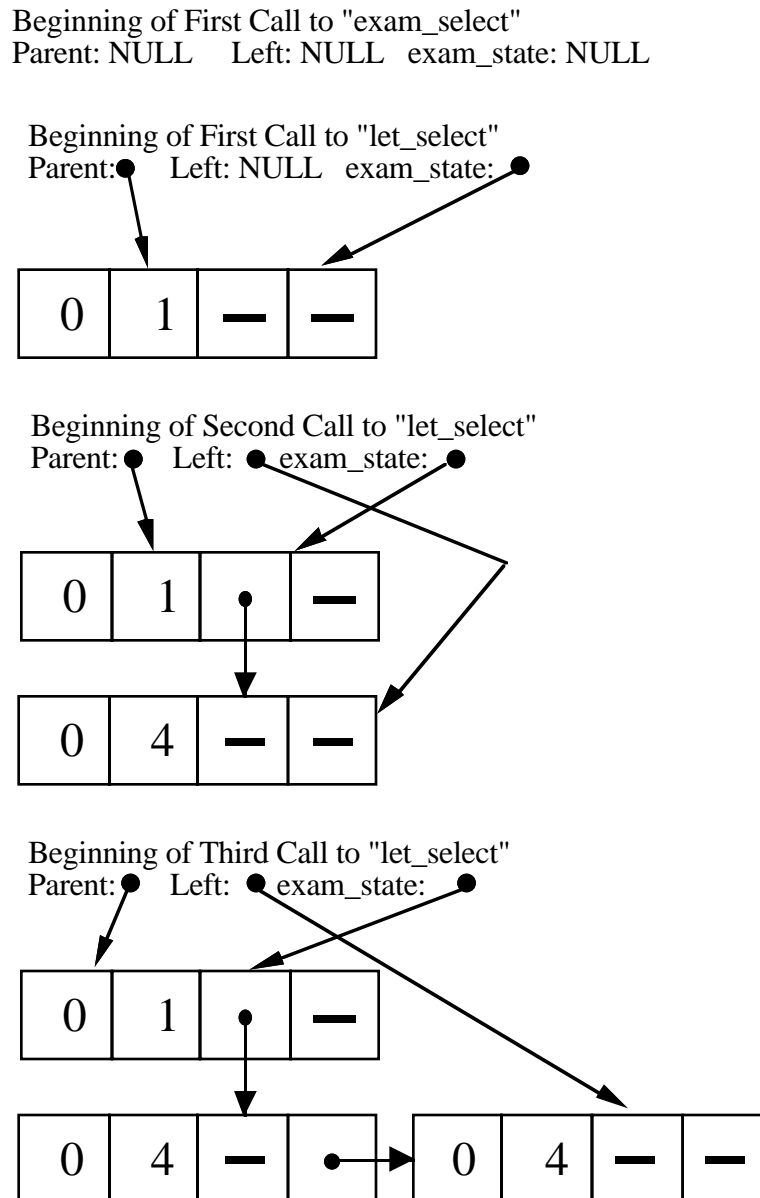 Beginning of First Call to "exam_select"
Parent: NULL Left: NULL exam_state: NULL
Beginning of First Call to "let_select"
Parent: Left: NULL exam_state:
0 1 — —
Beginning of Second Call to "let_select"
Parent: Left: exam_state:
0 1 —
0 4 — —
Beginning of Third Call to "let_select"
Parent: Left: exam_state:
0 1 —
0 4 — 0 4 — —